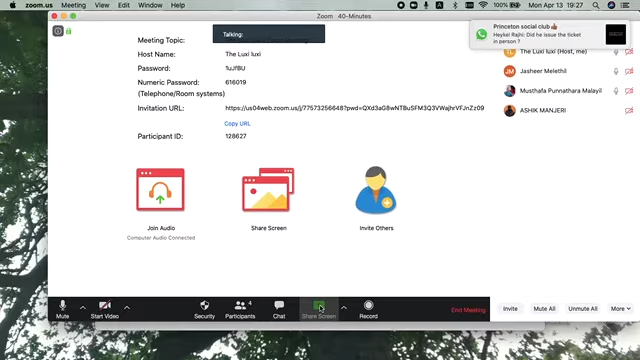 zoom.us Meeting View Edit Window Help
100% Mon Apr 13 19:27
Zoom 40-Minutes
Talking:
Princeton social club
Heykel Rajhi: Did he issue the ticket
in person ?
Meeting Topic:
Host Name: The Luxi luxi
Password: 1uJfBU
Numeric Password: 616019
(Telephone/Room systems)
Invitation URL: https://us04web.zoom.us/j/77573256648?pwd=QXd3aG8wNTBuSFM3Q3VWajhrVFJnZz09
Copy URL
Participant ID: 128627
The Luxi luxi (Host, me)
JM Jasheer Melethil
Musthafa Punnathara Malayil
ASHIK MANJERI
Join Audio
Computer Audio Connected
Share Screen
Invite Others
Mute
Start Video
Security
Participants 4
Chat
Share Screen
Record
End Meeting
Invite
Mute All
Unmute All
More